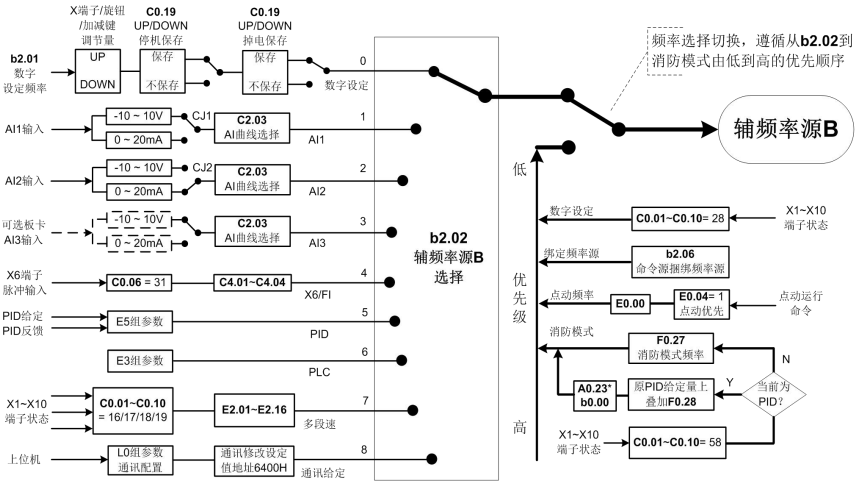 X端子/旋钮
/加减键
调节量
C0.19
UP/DOWN
停机保存
C0.19
UP/DOWN
掉电保存
b2.01
数字
设定频率
UP
DOWN
保存
不保存
保存
不保存
0
数字设定
频率选择切换，遵循从b2.02到
消防模式由低到高的优先顺序
辅频率源B
AI1输入
-10 ~ 10V
0 ~ 20mA
CJ1
C2.03
AI曲线选择
1
AI1
AI2输入
-10 ~ 10V
0 ~ 20mA
CJ2
C2.03
AI曲线选择
2
AI2
可选板卡
AI3输入
-10 ~ 10V
0 ~ 20mA
C2.03
AI曲线选择
3
AI3
b2.02
辅频率源B
选择
X6端子
脉冲输入
C0.06 = 31
C4.01~C4.04
4
X6/FI
PID给定
PID反馈
E5组参数
5
PID
E3组参数
6
PLC
X1~X10
端子状态
C0.01~C0.10
= 16/17/18/19
E2.01~E2.16
7
多段速
上位机
L0组参数
通讯配置
通讯修改设定
值地址6400H
8
通讯给定
低
优
先
级
高
数字设定
C0.01~C0.10= 28
X1~X10
端子状态
绑定频率源
b2.06
命令源捆绑频率源
点动频率
E0.00
E0.04= 1
点动优先
点动运行
命令
消防模式
F0.27
消防模式频率
N
A0.23*
b0.00
原PID给定量上
叠加F0.28
Y
当前为
PID?
X1~X10
端子状态
C0.01~C0.10= 58